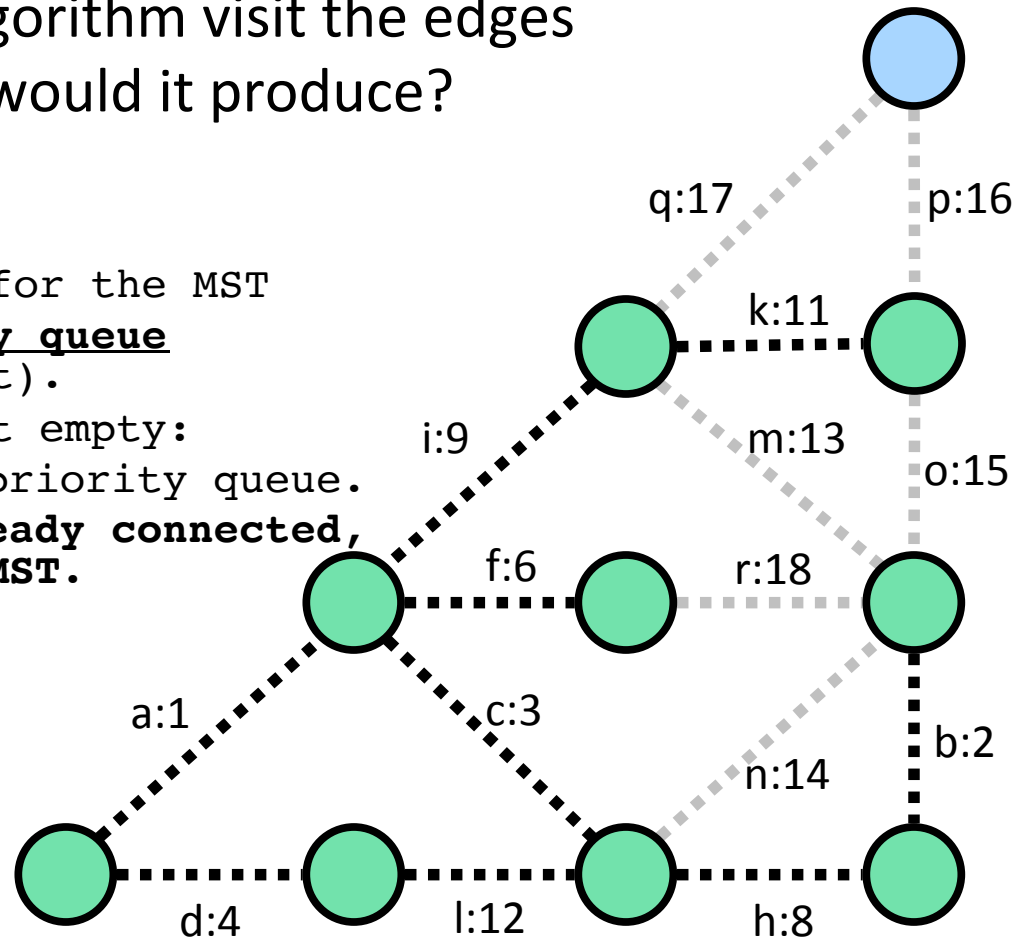 gorithm visit the edges
would it produce?
for the MST
y queue
t).
t empty:
priority queue.
eady connected,
MST.
q:17
p:16
k:11
i:9
m:13
o:15
f:6
r:18
a:1
c:3
b:2
n:14
d:4
l:12
h:8